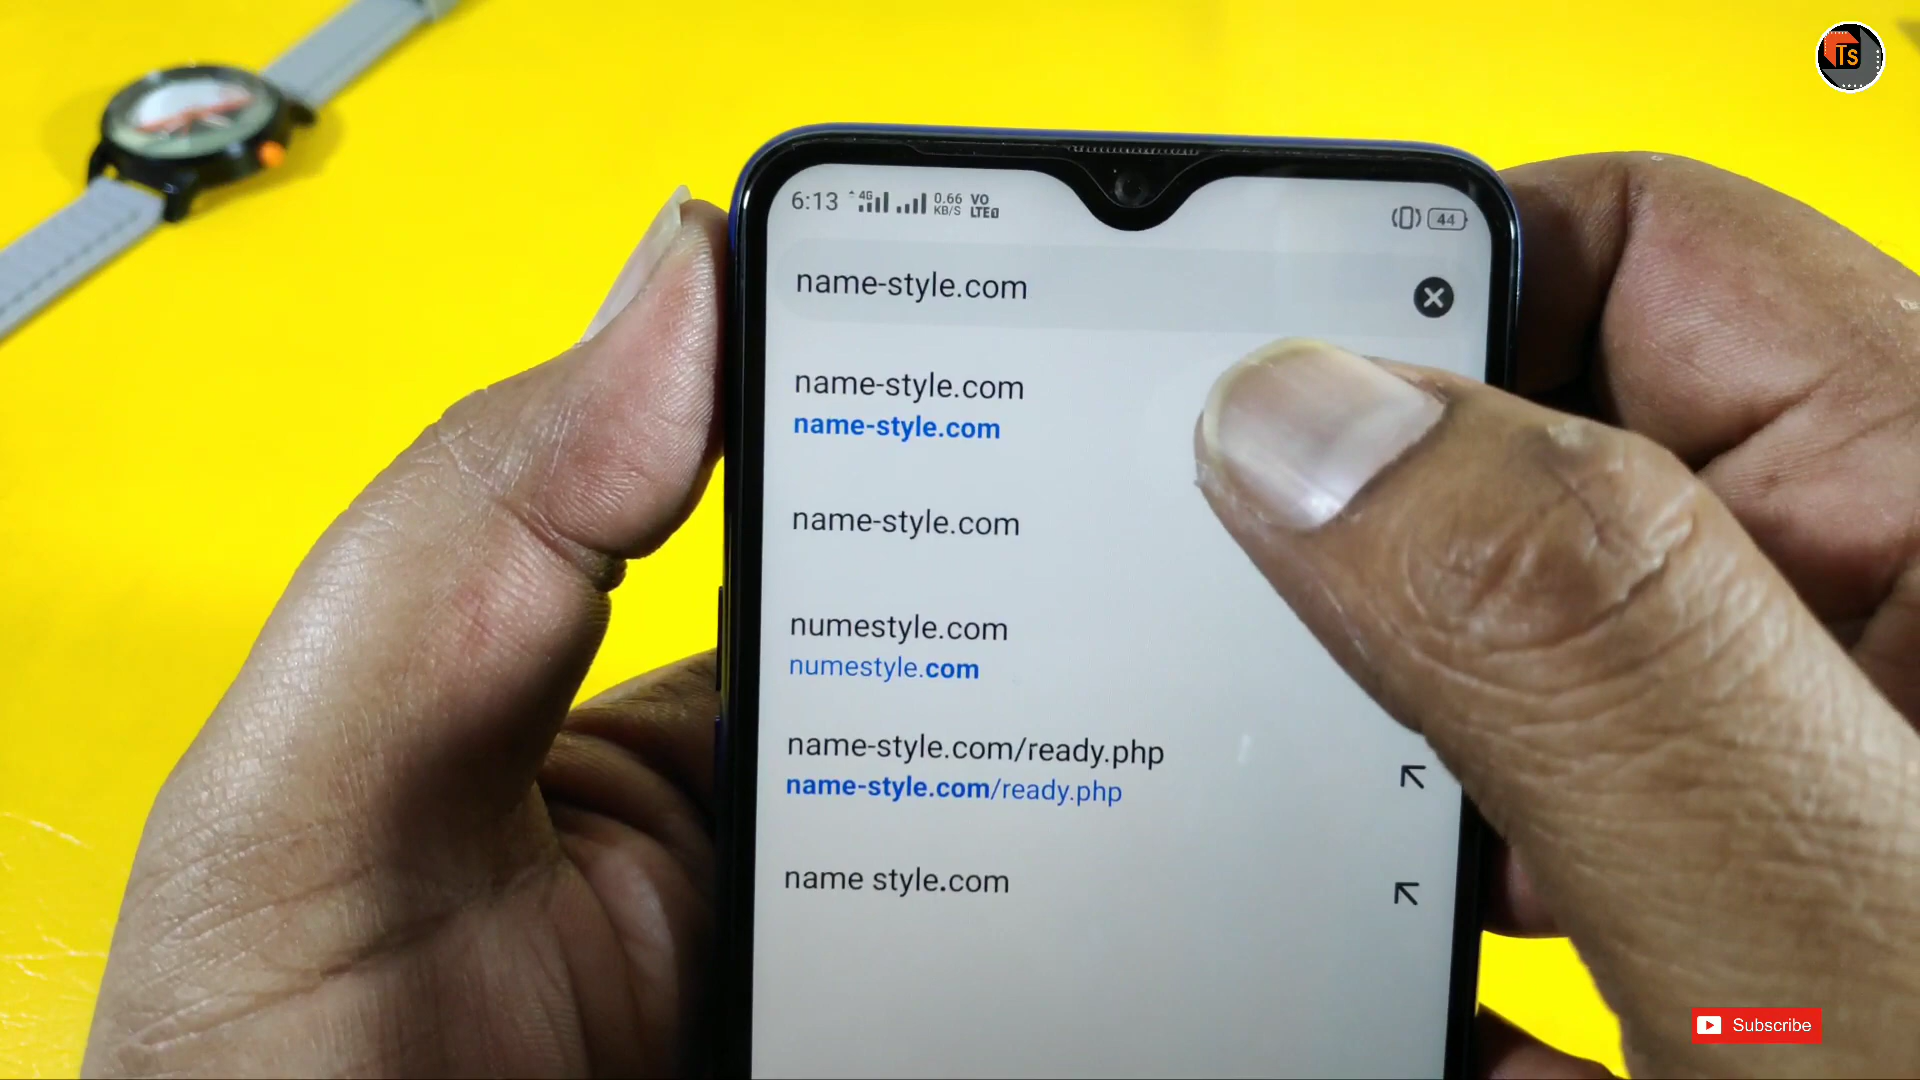 Ts
6:13 4G 0.66 KB/S VO LTE 44
name-style.com
name-style.com
name-style.com
name-style.com
numestyle.com
numestyle.com
name-style.com/ready.php
name-style.com/ready.php
name style.com
Subscribe